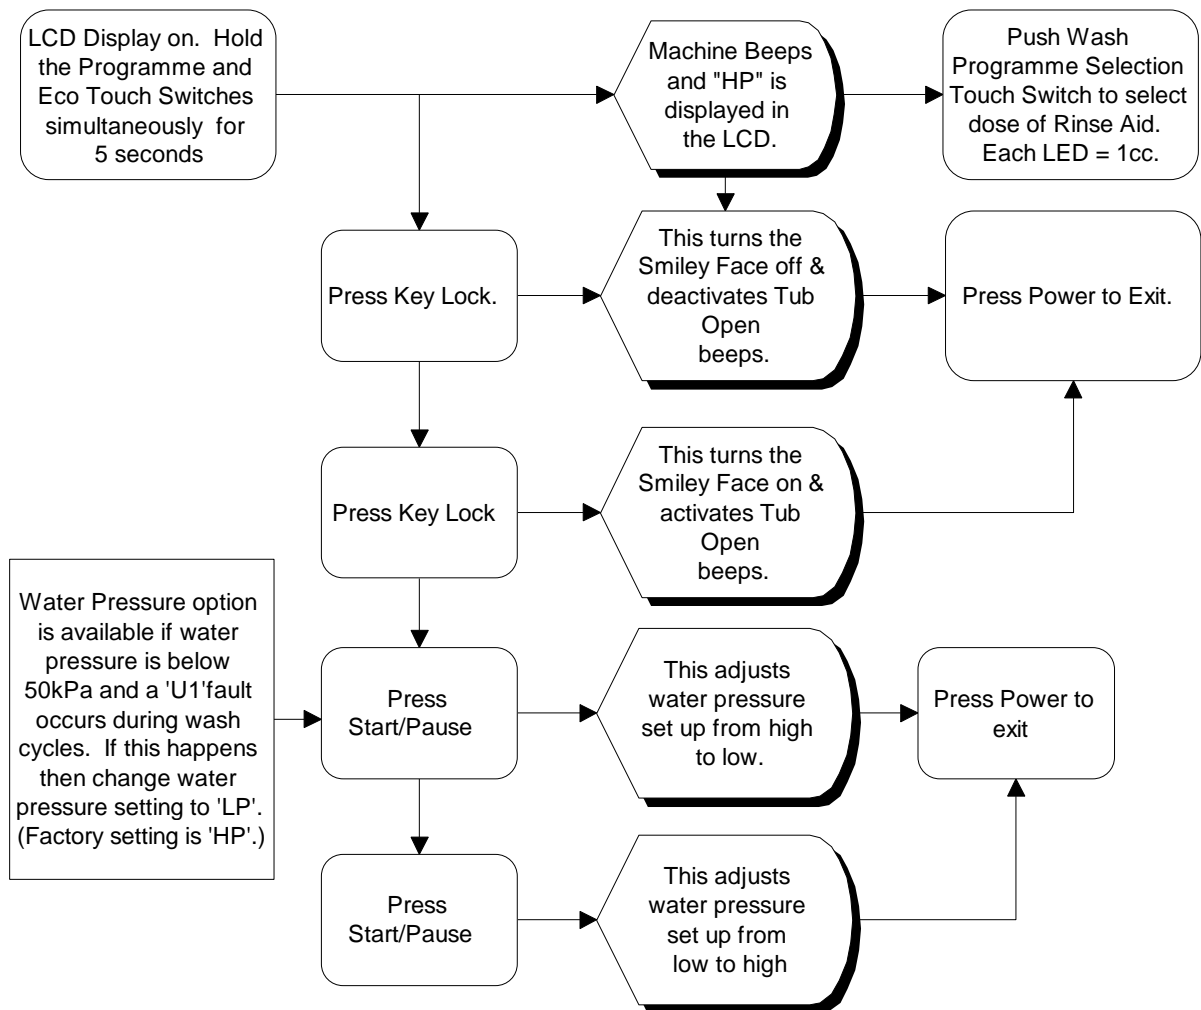 LCD Display on. Hold
the Programme and
Eco Touch Switches
simultaneously for
5 seconds
Machine Beeps
and "HP" is
displayed in
the LCD.
Push Wash
Programme Selection
Touch Switch to select
dose of Rinse Aid.
Each LED = 1cc.
Press Key Lock.
This turns the
Smiley Face off &
deactivates Tub
Open
beeps.
Press Power to Exit.
Press Key Lock
This turns the
Smiley Face on &
activates Tub
Open
beeps.
Water Pressure option
is available if water
pressure is below
50kPa and a 'U1'fault
occurs during wash
cycles. If this happens
then change water
pressure setting to 'LP'.
(Factory setting is 'HP'.)
Press
Start/Pause
This adjusts
water pressure
set up from high
to low.
Press Power to
exit
Press
Start/Pause
This adjusts
water pressure
set up from
low to high